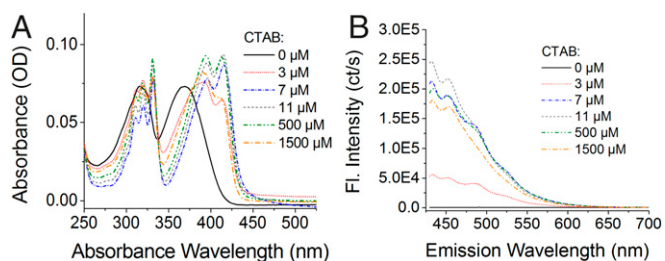 A
Absorbance (OD)
0.10
0.05
0.00
250 300 350 400 450 500
Absorbance Wavelength (nm)
CTAB:
0 µM
3 µM
7 µM
11 µM
500 µM
1500 µM
B
Fl. Intensity (ct/s)
3.0E5
2.5E5
2.0E5
1.5E5
1.0E5
5.0E4
0.0
450 500 550 600 650 700
Emission Wavelength (nm)
CTAB:
0 µM
3 µM
7 µM
11 µM
500 µM
1500 µM